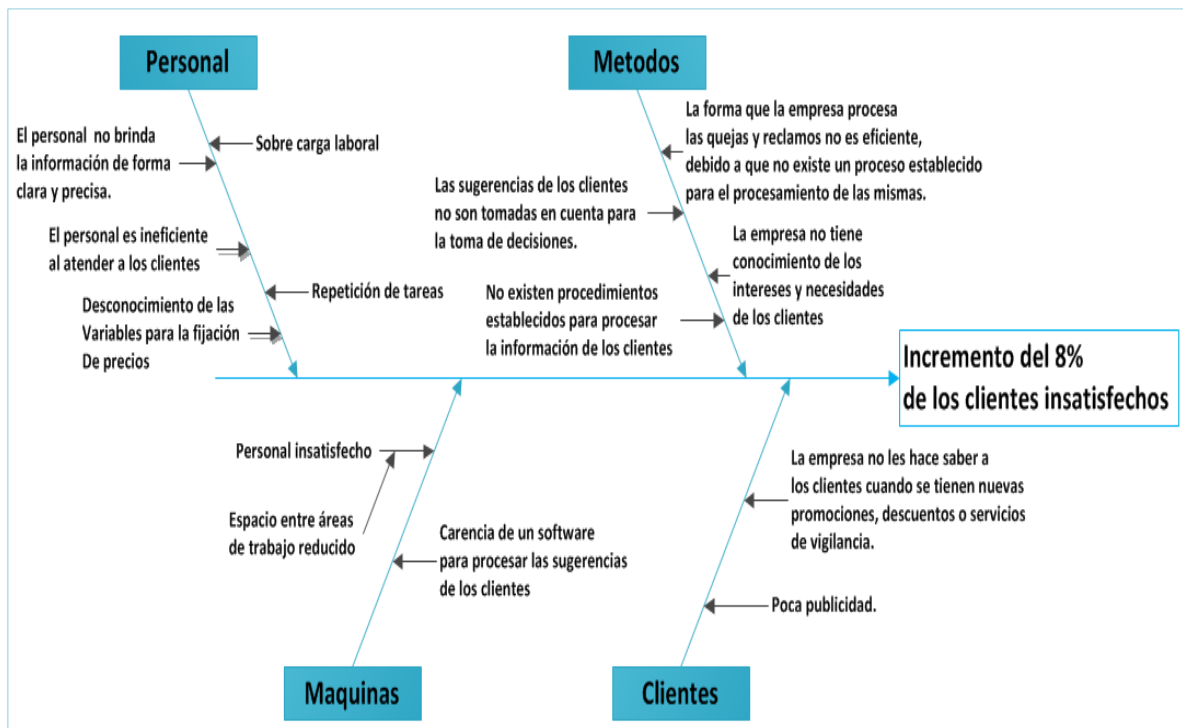 Personal
Metodos
El personal no brinda
la información de forma
clara y precisa.
Sobre carga laboral
El personal es ineficiente
al atender a los clientes
Repetición de tareas
Desconocimiento de las
Variables para la fijación
De precios
La forma que la empresa procesa
las quejas y reclamos no es eficiente,
debido a que no existe un proceso establecido
para el procesamiento de las mismas.
Las sugerencias de los clientes
no son tomadas en cuenta para
la toma de decisiones.
La empresa no tiene
conocimiento de los
intereses y necesidades
de los clientes
No existen procedimientos
establecidos para procesar
la información de los clientes
Incremento del 8%
de los clientes insatisfechos
Personal insatisfecho
Espacio entre áreas
de trabajo reducido
Carencia de un software
para procesar las sugerencias
de los clientes
La empresa no les hace saber a
los clientes cuando se tienen nuevas
promociones, descuentos o servicios
de vigilancia.
Poca publicidad.
Maquinas
Clientes